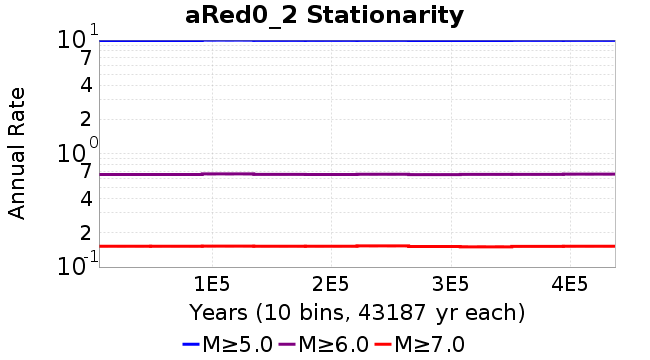 aRed0_2 Stationarity
Annual Rate
10^1
7
4
2
10^0
7
4
2
10^-1
1E5 2E5 3E5 4E5
Years (10 bins, 43187 yr each)
M≥5.0 M≥6.0 M≥7.0